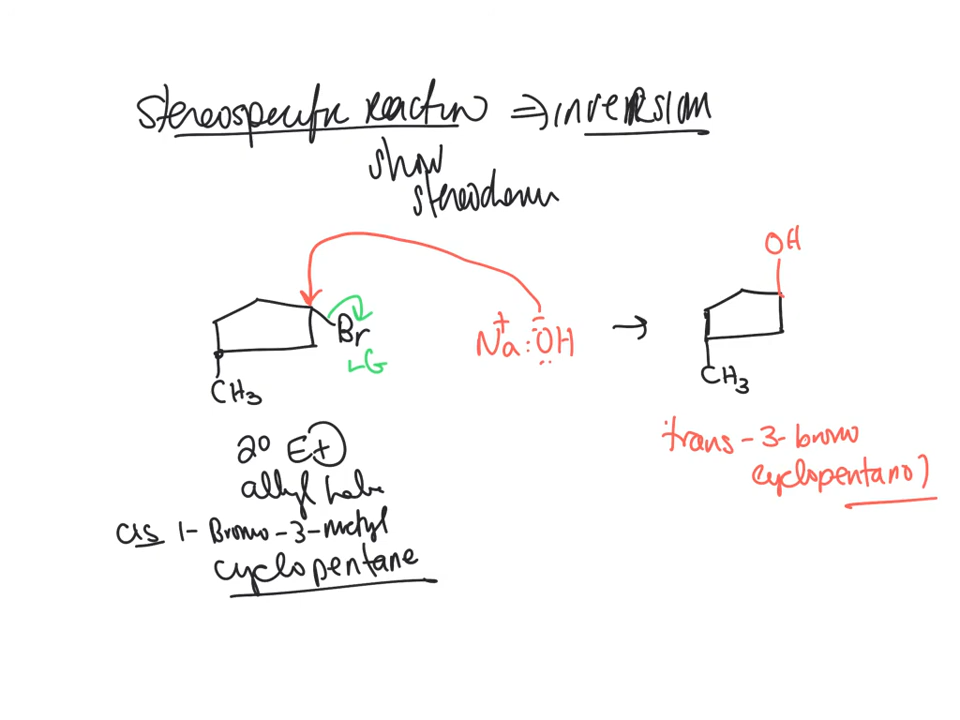 stereospecific reaction ⇒ inversion
show
stereochem
OH
Br
LG
Na⁺ :ÖH⁻
→
CH3
CH3
2° E+
alkyl halide
trans-3-bromo
cyclopentanol
cis 1-Bromo-3-methyl
cyclopentane